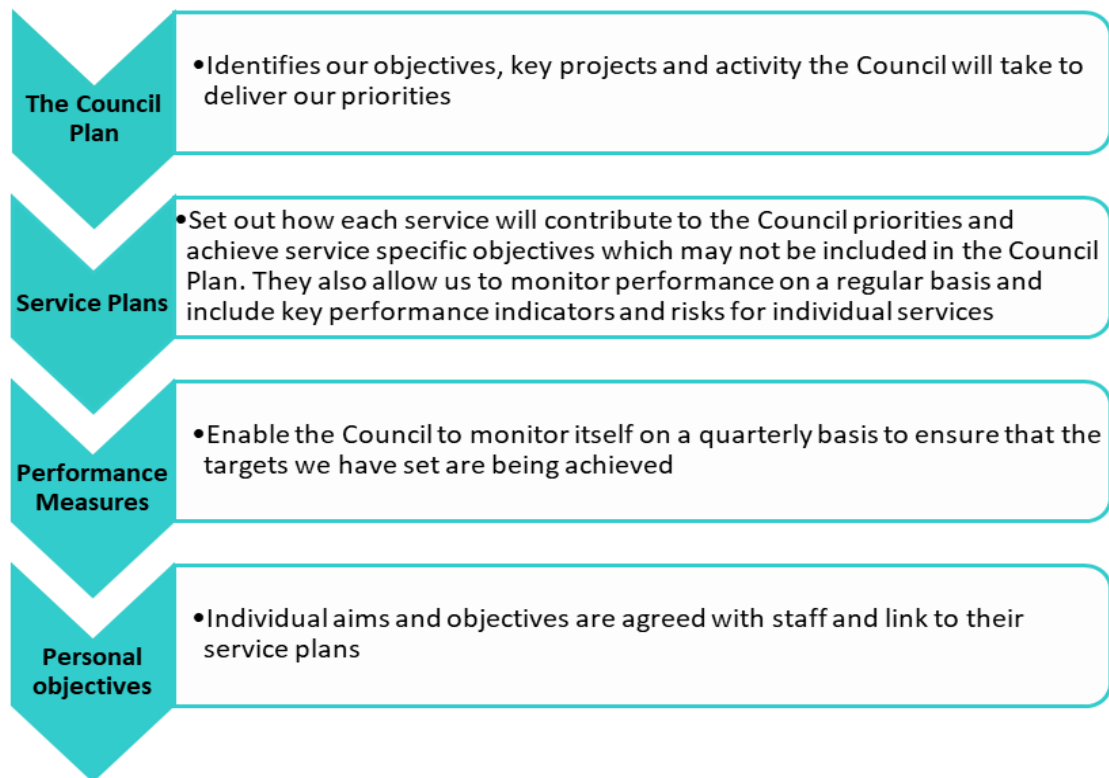 The Council
Plan
•Identifies our objectives, key projects and activity the Council will take to
deliver our priorities
Service Plans
•Set out how each service will contribute to the Council priorities and
achieve service specific objectives which may not be included in the Council
Plan. They also allow us to monitor performance on a regular basis and
include key performance indicators and risks for individual services
Performance
Measures
•Enable the Council to monitor itself on a quarterly basis to ensure that the
targets we have set are being achieved
Personal
objectives
•Individual aims and objectives are agreed with staff and link to their
service plans